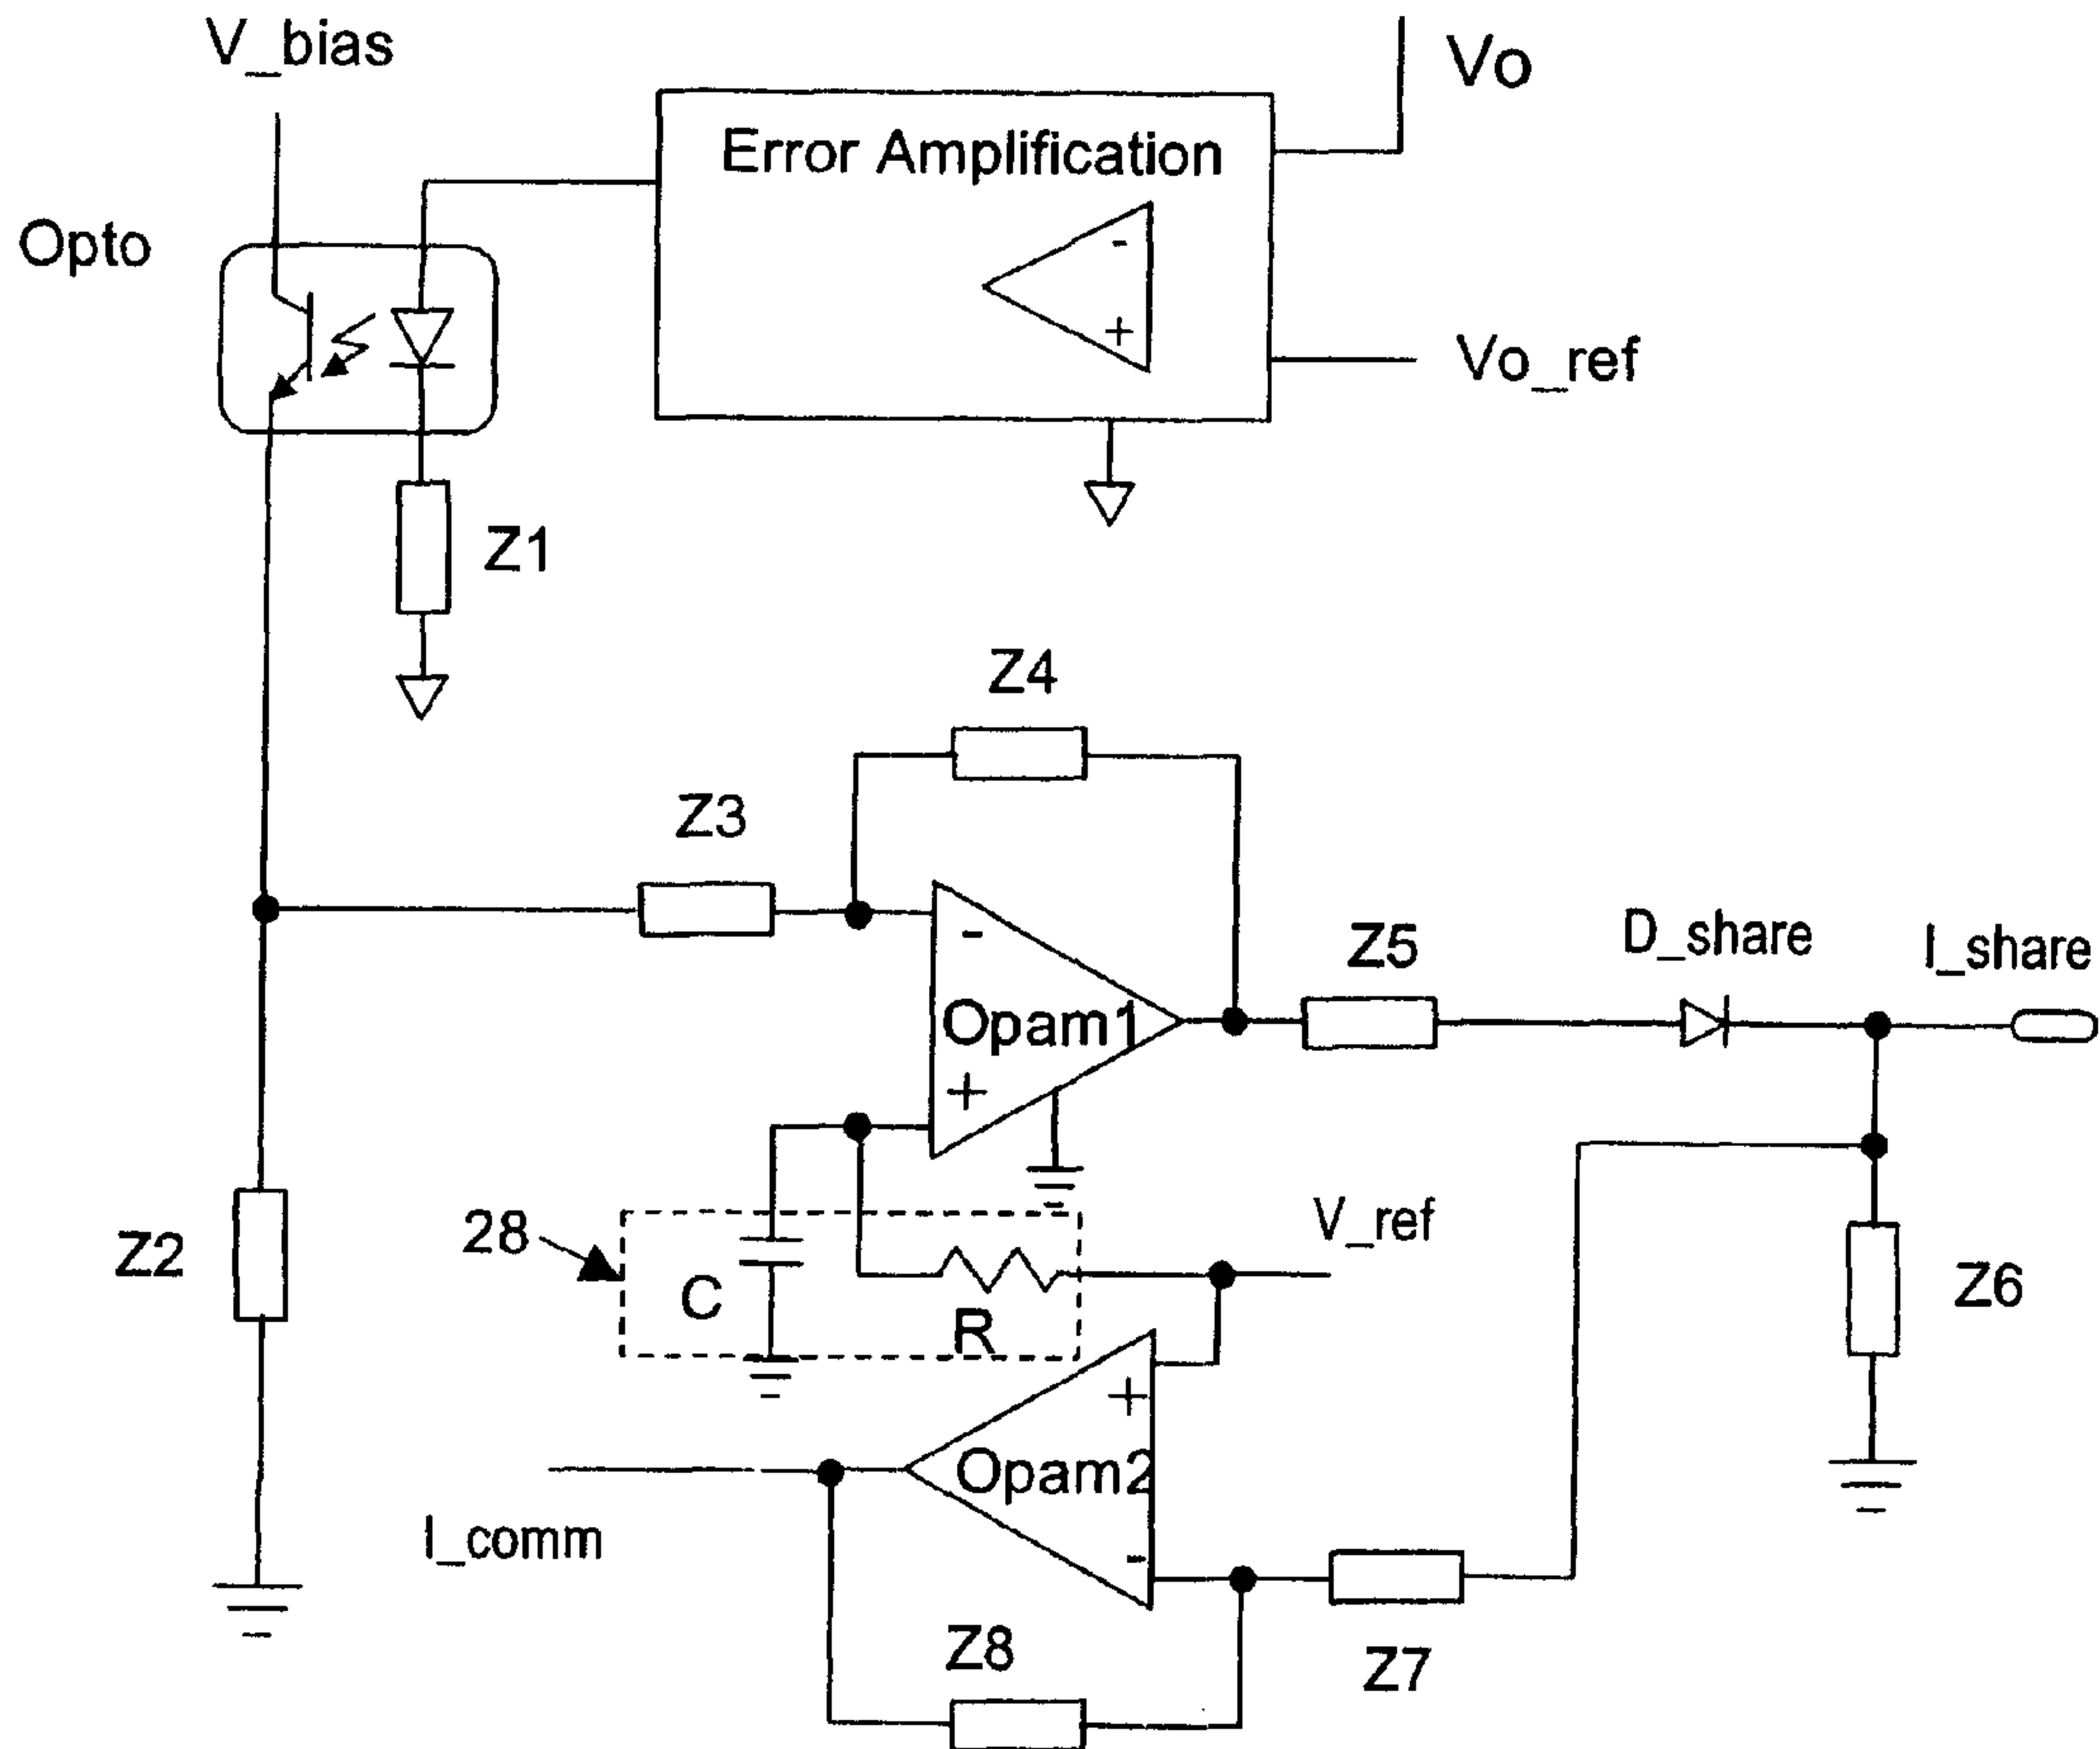 V_bias
Vo
Error Amplification
-
+
Opto
Vo_ref
Z1
Z4
Z3
-
Opam1
+
Z5
D_share
I_share
Z2
28
C
R
V_ref
Z6
+
Opam2
-
I_comm
Z8
Z7